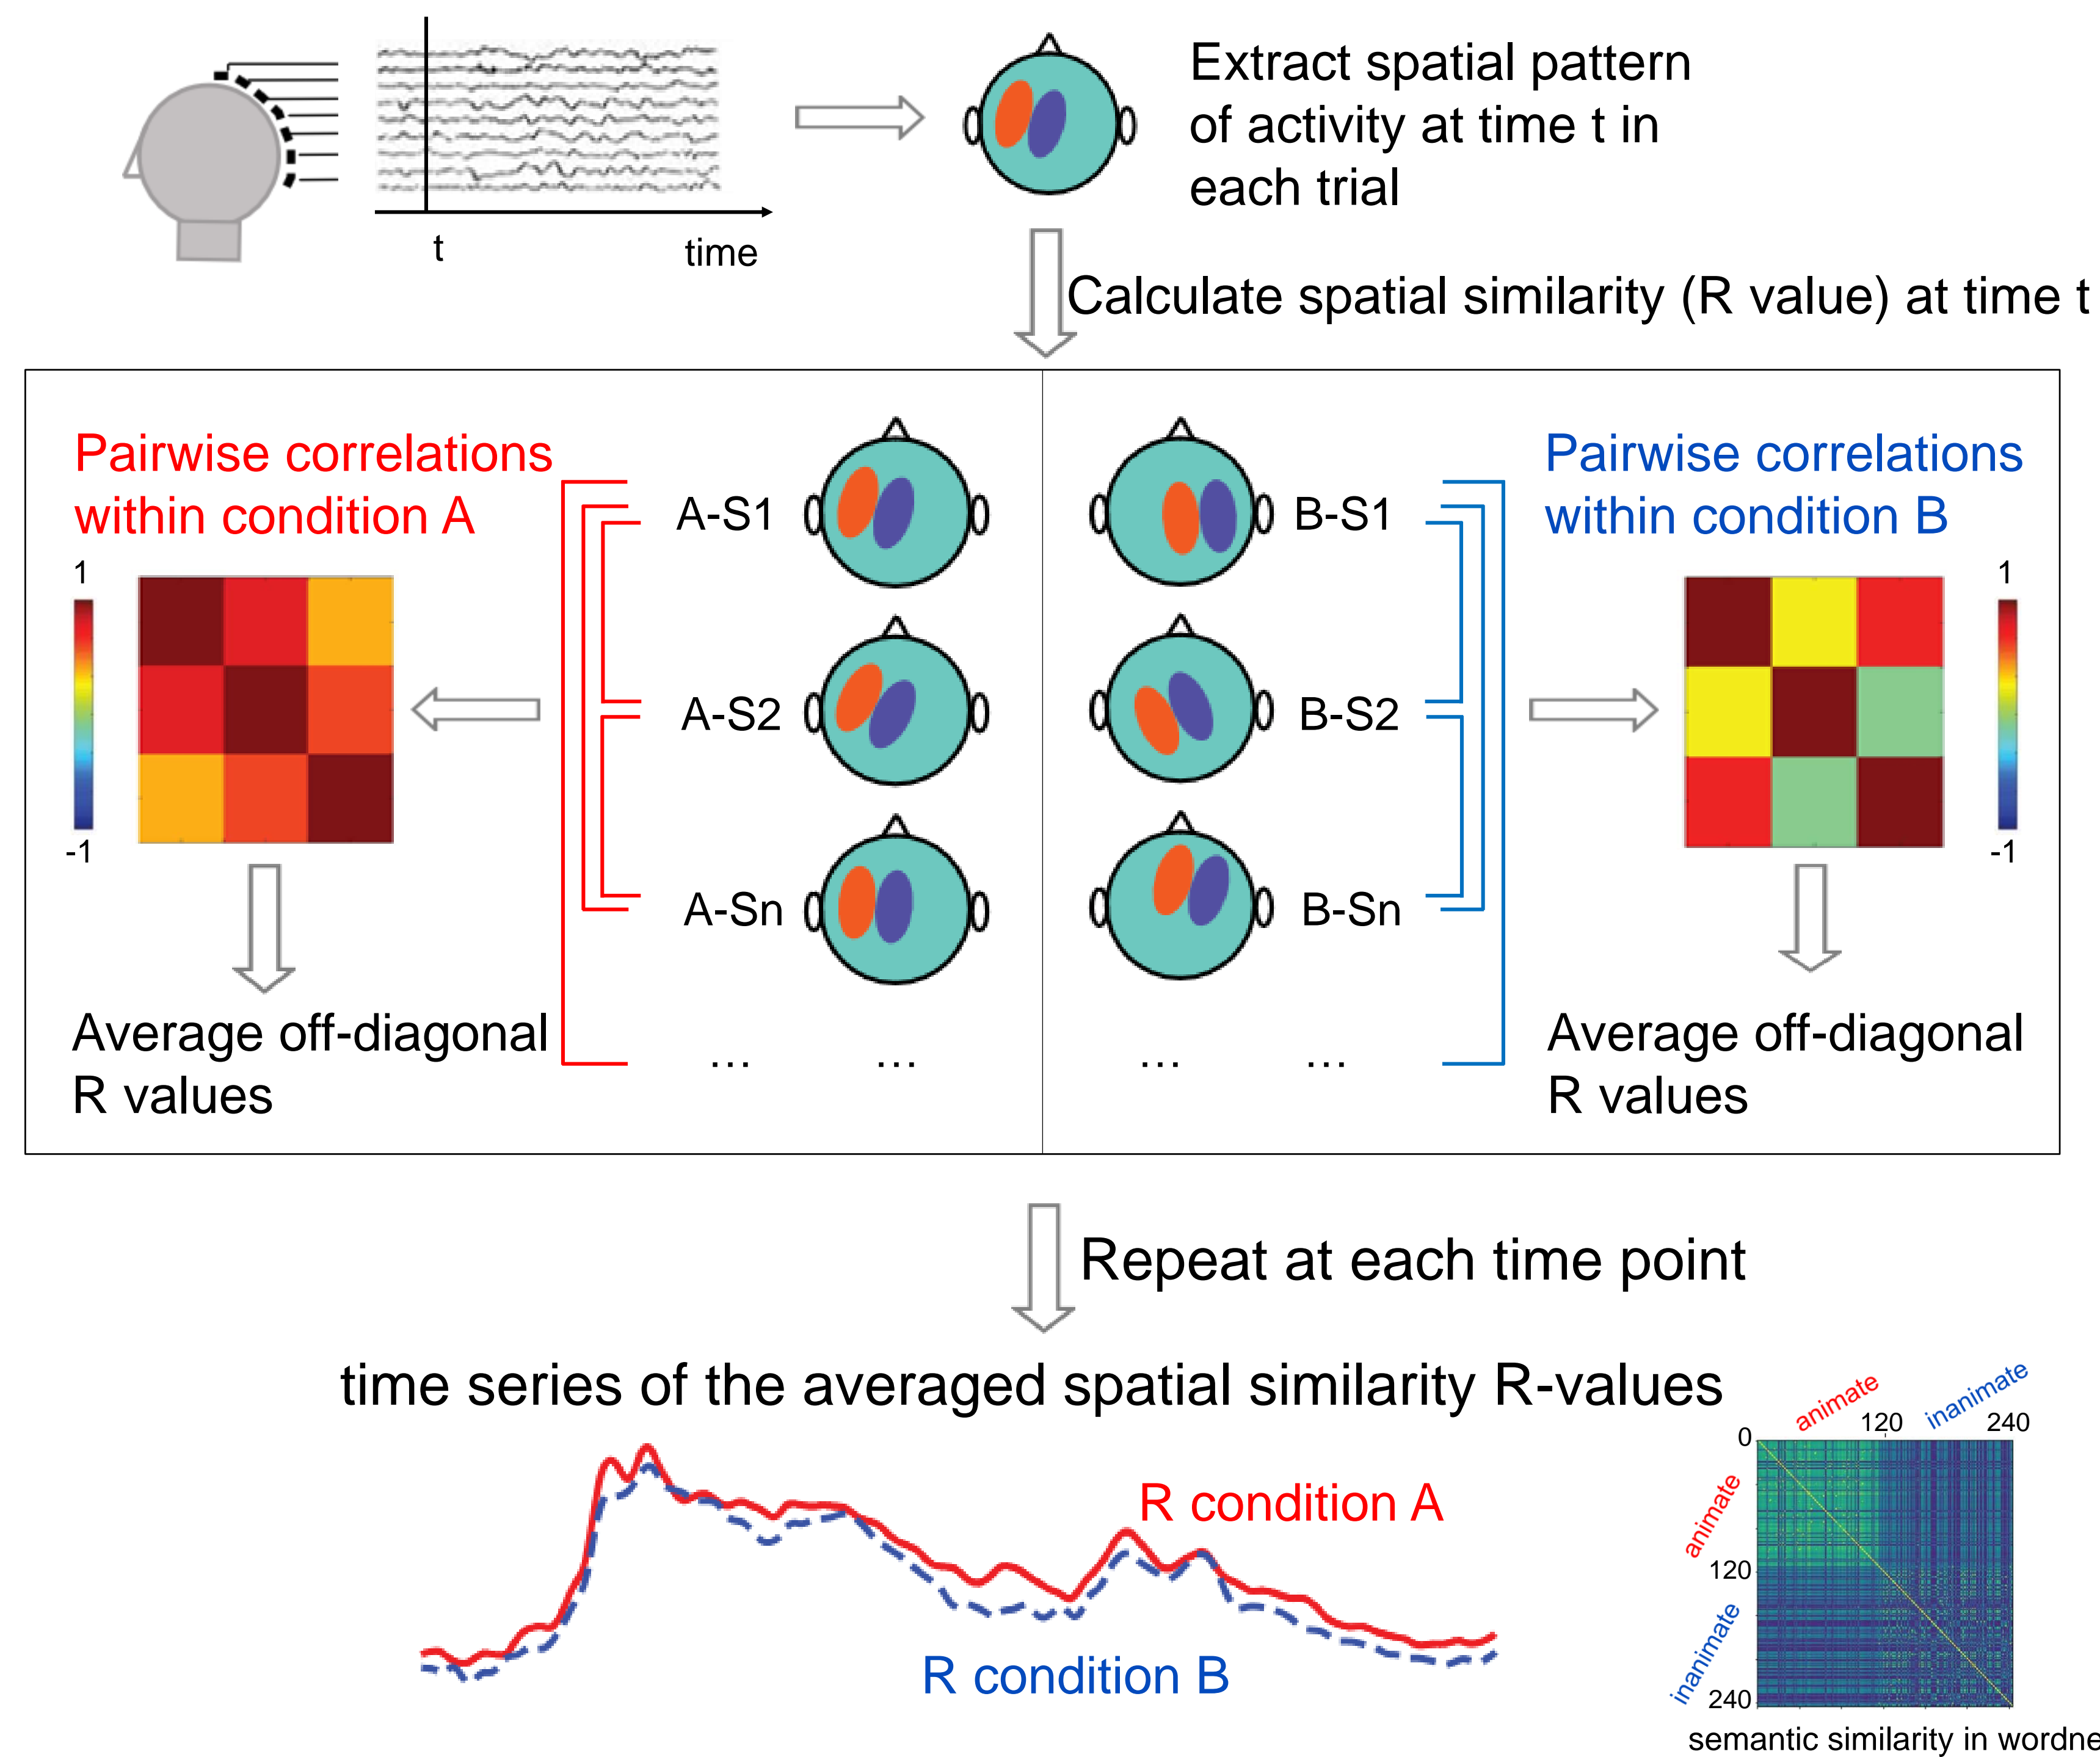 Extract spatial pattern
of activity at time t in
each trial
t
time
Calculate spatial similarity (R value) at time t
Pairwise correlations
within condition A
1
-1
A-S1
A-S2
A-Sn
... ...
Average off-diagonal
R values
B-S1
B-S2
B-Sn
... ...
Pairwise correlations
within condition B
1
-1
Average off-diagonal
R values
Repeat at each time point
time series of the averaged spatial similarity R-values
R condition A
R condition B
animate
inanimate
0
120
240
animate
120
inanimate
240
semantic similarity in wordne